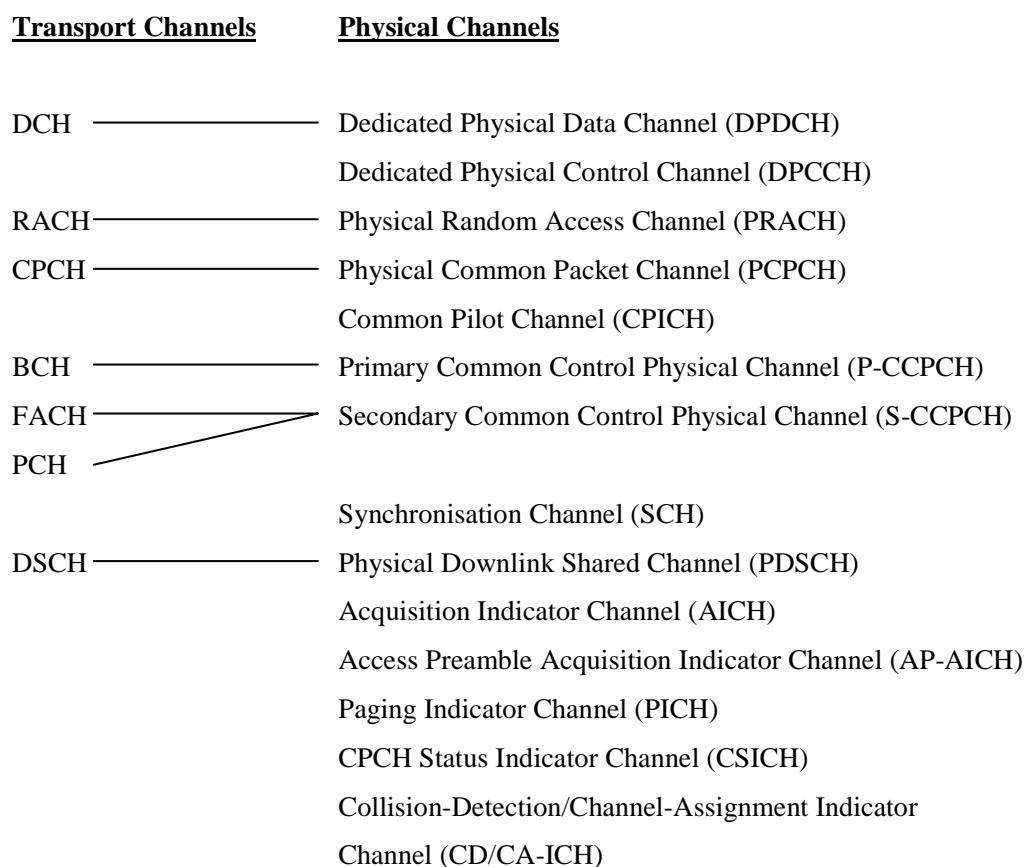 Transport Channels Physical Channels
DCH Dedicated Physical Data Channel (DPDCH)
Dedicated Physical Control Channel (DPCCH)
RACH Physical Random Access Channel (PRACH)
CPCH Physical Common Packet Channel (PCPCH)
Common Pilot Channel (CPICH)
BCH Primary Common Control Physical Channel (P-CCPCH)
FACH Secondary Common Control Physical Channel (S-CCPCH)
PCH
Synchronisation Channel (SCH)
DSCH Physical Downlink Shared Channel (PDSCH)
Acquisition Indicator Channel (AICH)
Access Preamble Acquisition Indicator Channel (AP-AICH)
Paging Indicator Channel (PICH)
CPCH Status Indicator Channel (CSICH)
Collision-Detection/Channel-Assignment Indicator
Channel (CD/CA-ICH)